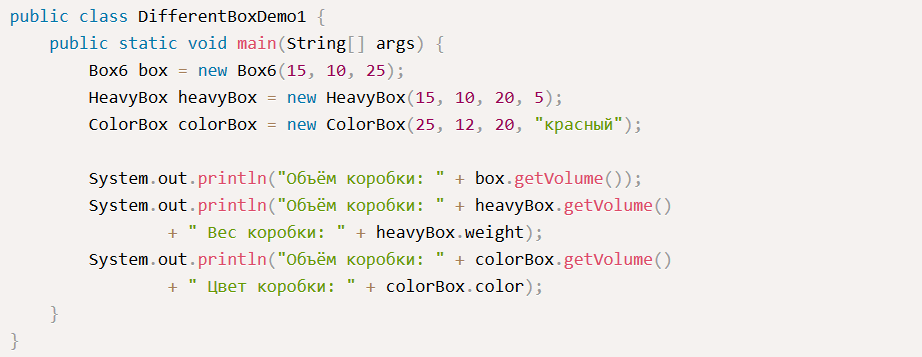 public class DifferentBoxDemo1 {
    public static void main(String[] args) {
        Box6 box = new Box6(15, 10, 25);
        HeavyBox heavyBox = new HeavyBox(15, 10, 20, 5);
        ColorBox colorBox = new ColorBox(25, 12, 20, "красный");

        System.out.println("Объём коробки: " + box.getVolume());
        System.out.println("Объём коробки: " + heavyBox.getVolume()
                + " Вес коробки: " + heavyBox.weight);
        System.out.println("Объём коробки: " + colorBox.getVolume()
                + " Цвет коробки: " + colorBox.color);
    }
}